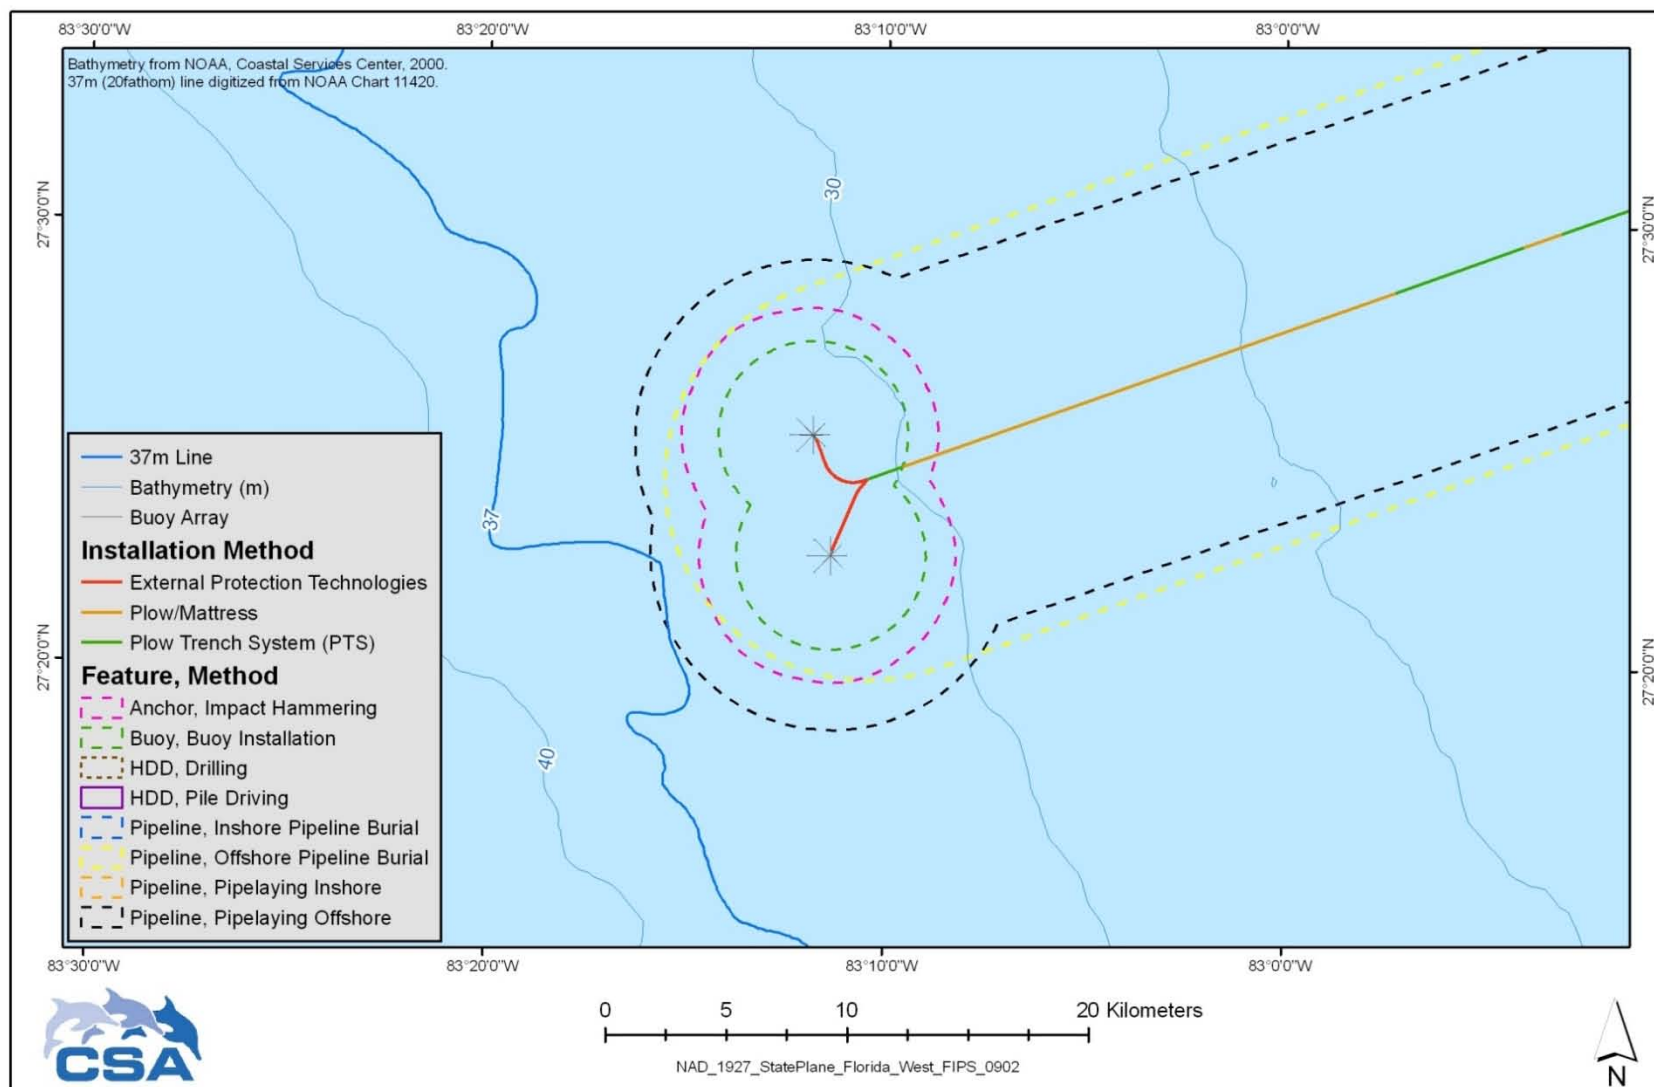 83°30'0"W 83°20'0"W 83°10'0"W 83°0'0"W
Bathymetry from NOAA, Coastal Services Center, 2000.
37m (20fathom) line digitized from NOAA Chart 11420.
30
27°30'0"N
27°30'0"N
37m Line
Bathymetry (m)
Buoy Array
Installation Method
External Protection Technologies
Plow/Mattress
Plow Trench System (PTS)
Feature, Method
Anchor, Impact Hammering
Buoy, Buoy Installation
HDD, Drilling
HDD, Pile Driving
Pipeline, Inshore Pipeline Burial
Pipeline, Offshore Pipeline Burial
Pipeline, Pipelaying Inshore
Pipeline, Pipelaying Offshore
37
27°20'0"N
27°20'0"N
40
83°30'0"W 83°20'0"W 83°10'0"W 83°0'0"W
CSA
0 5 10 20 Kilometers
NAD_1927_StatePlane_Florida_West_FIPS_0902
N